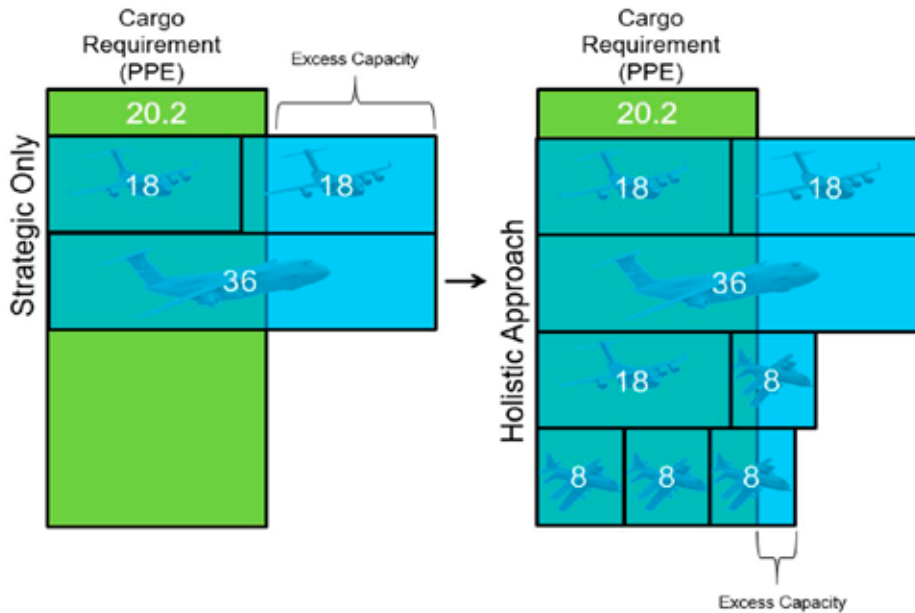 Cargo
Requirement
(PPE)
Excess Capacity
20.2
Strategic Only
18
18
36
Cargo
Requirement
(PPE)
20.2
Holistic Approach
18
18
36
18
8
8
8
8
Excess Capacity